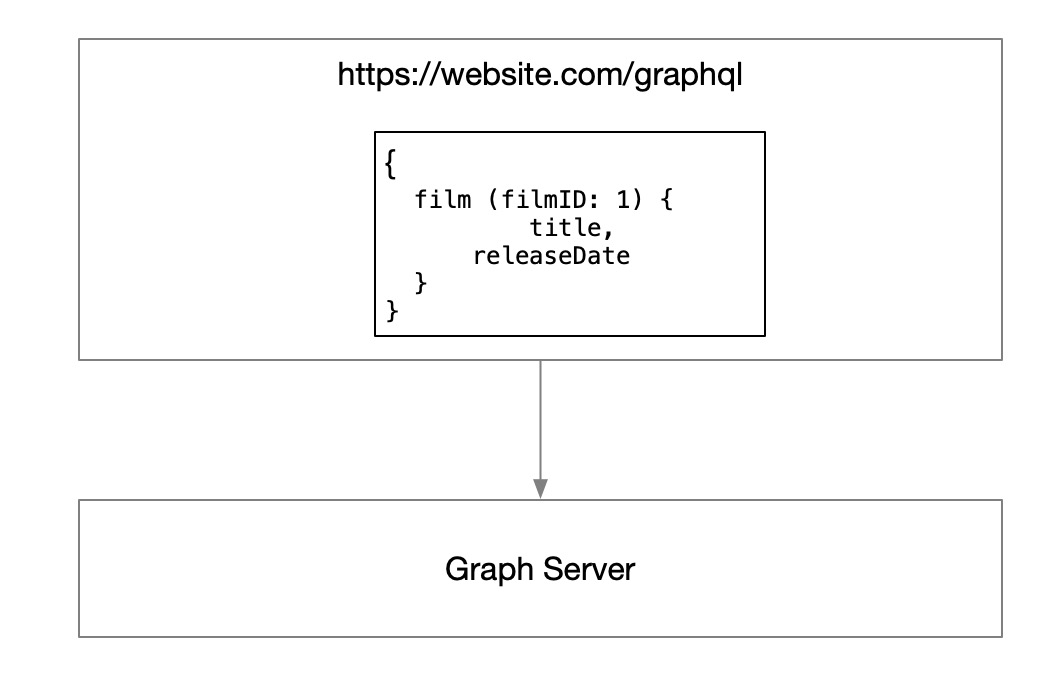 https://website.com/graphql
{
film (filmID: 1) {
title,
releaseDate
}
}
Graph Server